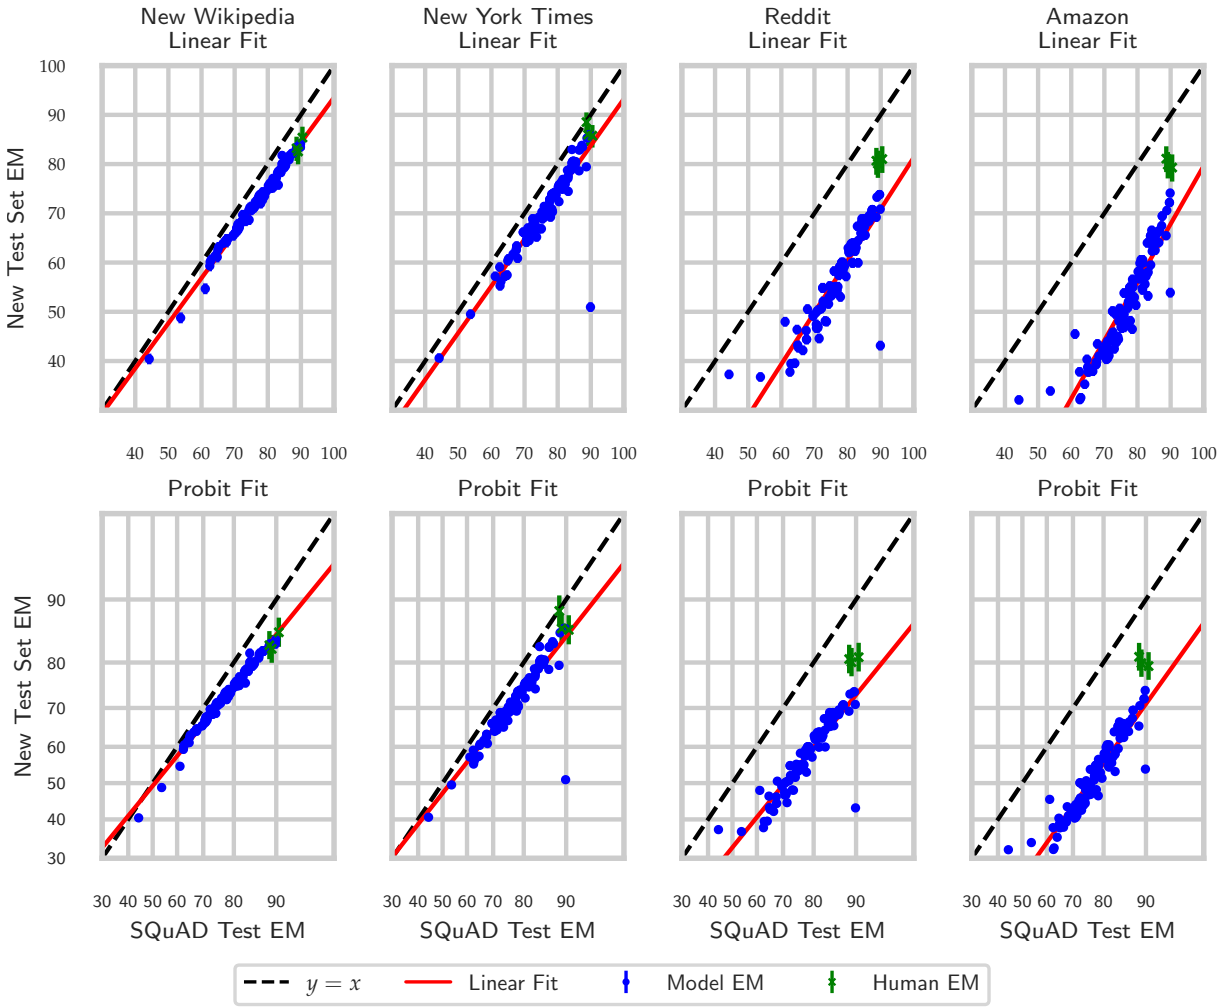 New Wikipedia New York Times Reddit Amazon
Linear Fit Linear Fit Linear Fit Linear Fit
100
90
80
70
60
50
40
New Test Set EM
40 50 60 70 80 90 100 40 50 60 70 80 90 100 40 50 60 70 80 90 100 40 50 60 70 80 90 100
Probit Fit Probit Fit Probit Fit Probit Fit
90
80
70
60
50
40
30
New Test Set EM
30 40 50 60 70 80 90 30 40 50 60 70 80 90 30 40 50 60 70 80 90 30 40 50 60 70 80 90
SQuAD Test EM SQuAD Test EM SQuAD Test EM SQuAD Test EM
y = x Linear Fit Model EM Human EM